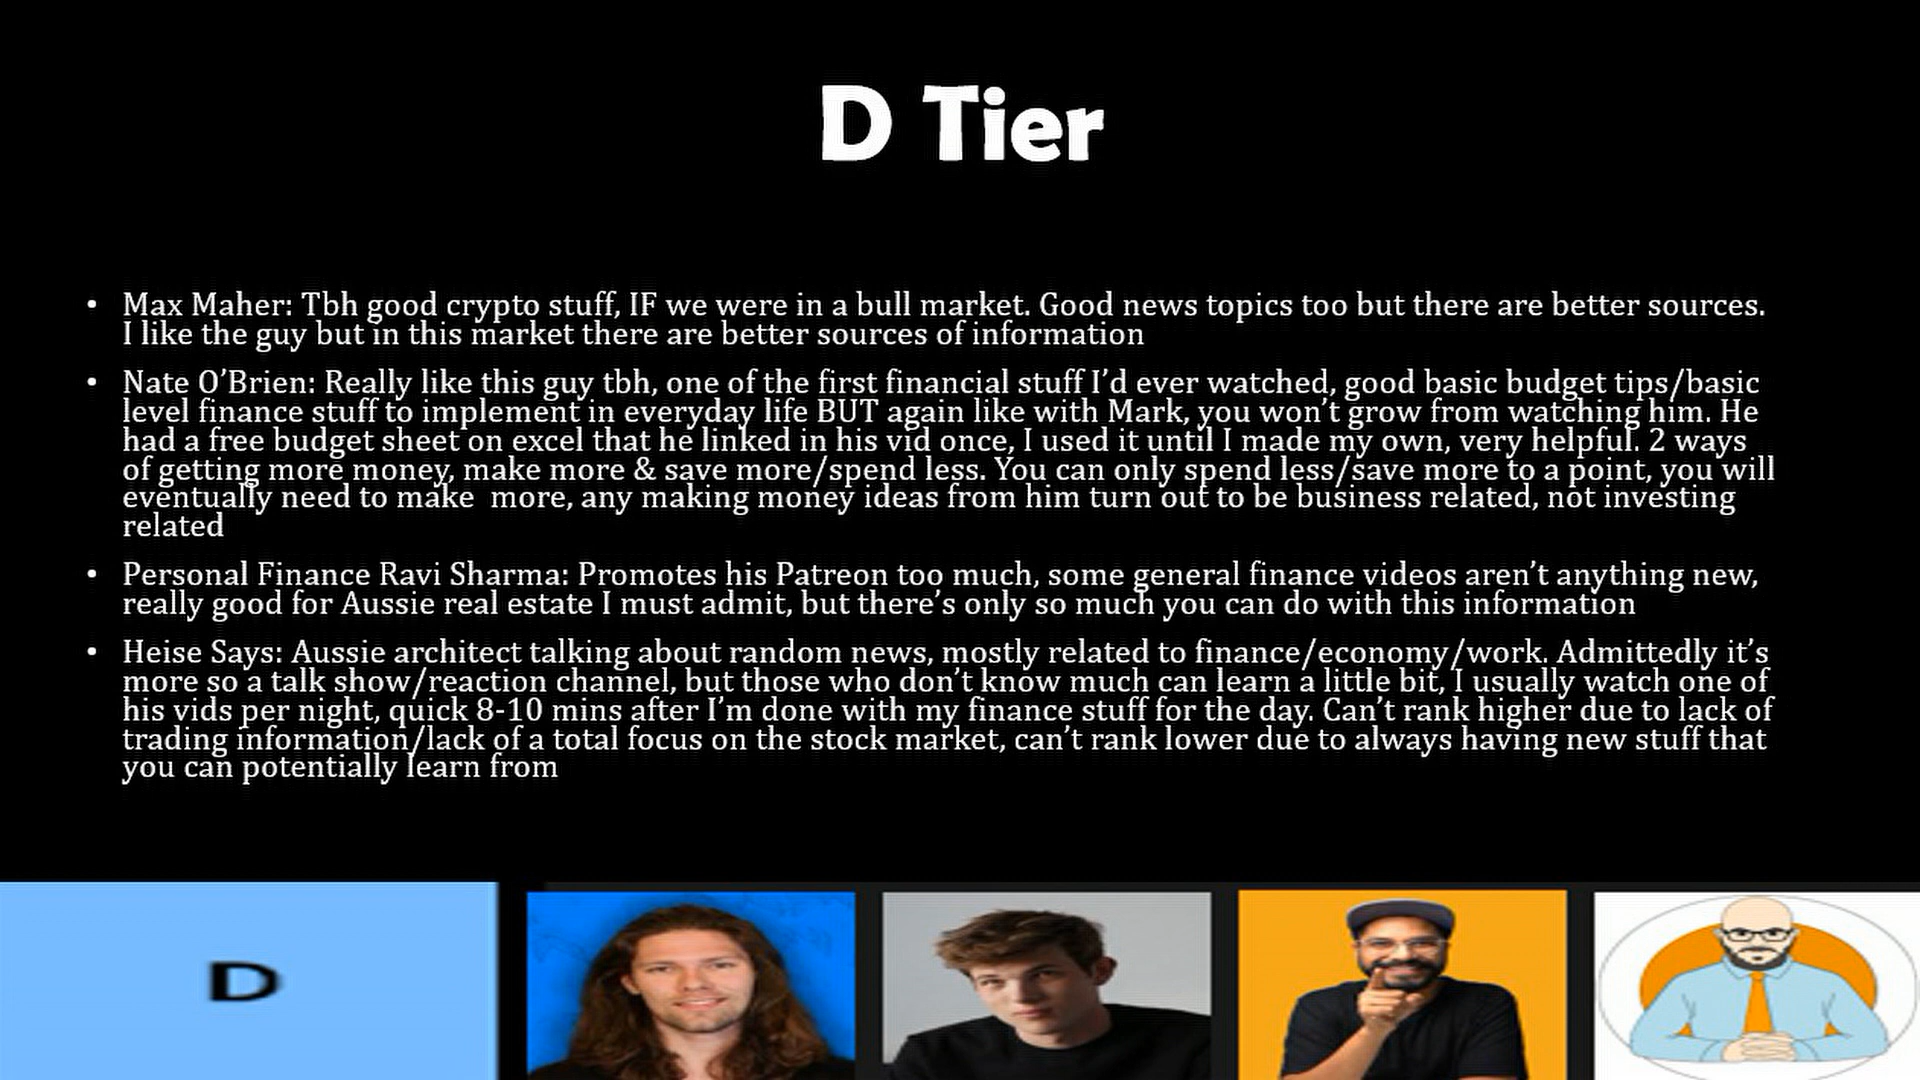 D Tier
• Max Maher: Tbh good crypto stuff, IF we were in a bull market. Good news topics too but there are better sources.
I like the guy but in this market there are better sources of information
• Nate O’Brien: Really like this guy tbh, one of the first financial stuff I’d ever watched, good basic budget tips/basic
level finance stuff to implement in everyday life BUT again like with Mark, you won’t grow from watching him. He
had a free budget sheet on excel that he linked in his vid once, I used it until I made my own, very helpful. 2 ways
of getting more money, make more & save more/spend less. You can only spend less/save more to a point, you will
eventually need to make  more, any making money ideas from him turn out to be business related, not investing
related
• Personal Finance Ravi Sharma: Promotes his Patreon too much, some general finance videos aren’t anything new,
really good for Aussie real estate I must admit, but there’s only so much you can do with this information
• Heise Says: Aussie architect talking about random news, mostly related to finance/economy/work. Admittedly it’s
more so a talk show/reaction channel, but those who don’t know much can learn a little bit, I usually watch one of
his vids per night, quick 8-10 mins after I’m done with my finance stuff for the day. Can’t rank higher due to lack of
trading information/lack of a total focus on the stock market, can’t rank lower due to always having new stuff that
you can potentially learn from
D